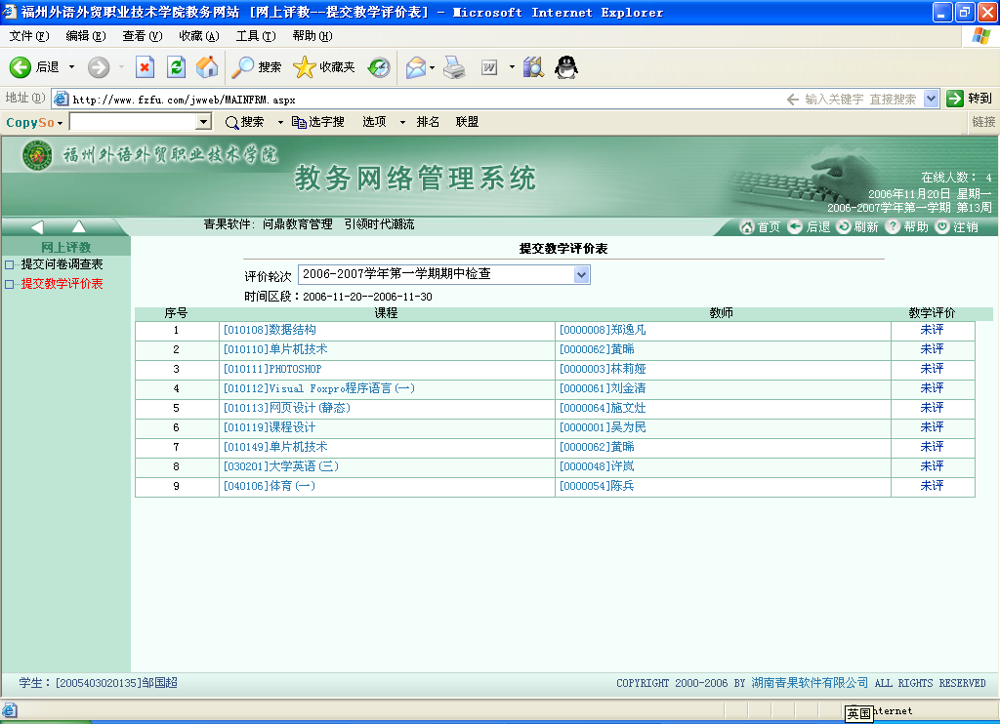 福州外语外贸职业技术学院教务网站 [网上评教--提交教学评价表] - Microsoft Internet Explorer
文件(F) 编辑(E) 查看(V) 收藏(A) 工具(T) 帮助(H)
后退 搜索 收藏夹
地址(D) http://www.fzfu.com/jwweb/MAINFRM.aspx 输入关键字 直接搜索 转到
CopySo 搜索 选字搜 选项 排名 联盟 链接
福州外语外贸职业技术学院
教务网络管理系统
在线人数： 4
2006年11月20日 星期一
2006-2007学年第一学期 第13周
青果软件: 问鼎教育管理 引领时代潮流
首页 后退 刷新 帮助 注销
网上评教
提交问卷调查表
提交教学评价表
提交教学评价表
评价轮次 2006-2007学年第一学期期中检查
时间区段：2006-11-20--2006-11-30
序号 课程 教师 教学评价
1 [010108]数据结构 [0000008]郑逸凡 未评
2 [010110]单片机技术 [0000062]黄晞 未评
3 [010111]PHOTOSHOP [0000003]林莉娅 未评
4 [010112]Visual Foxpro程序语言(一) [0000061]刘金清 未评
5 [010113]网页设计(静态) [0000064]施文灶 未评
6 [010119]课程设计 [0000001]吴为民 未评
7 [010149]单片机技术 [0000062]黄晞 未评
8 [030201]大学英语(三) [0000048]许岚 未评
9 [040106]体育(一) [0000054]陈兵 未评
学生：[2005403020135]邹国超
COPYRIGHT 2000-2006 BY 湖南青果软件有限公司 ALL RIGHTS RESERVED
英国 nternet